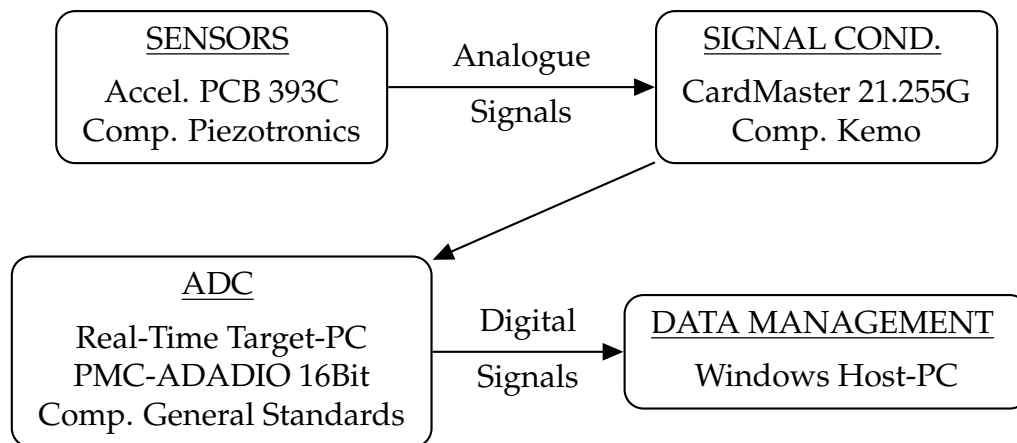 SENSORS
Accel. PCB 393C
Comp. Piezotronics
Analogue
Signals
SIGNAL COND.
CardMaster 21.255G
Comp. Kemo
ADC
Real-Time Target-PC
PMC-ADADIO 16Bit
Comp. General Standards
Digital
Signals
DATA MANAGEMENT
Windows Host-PC